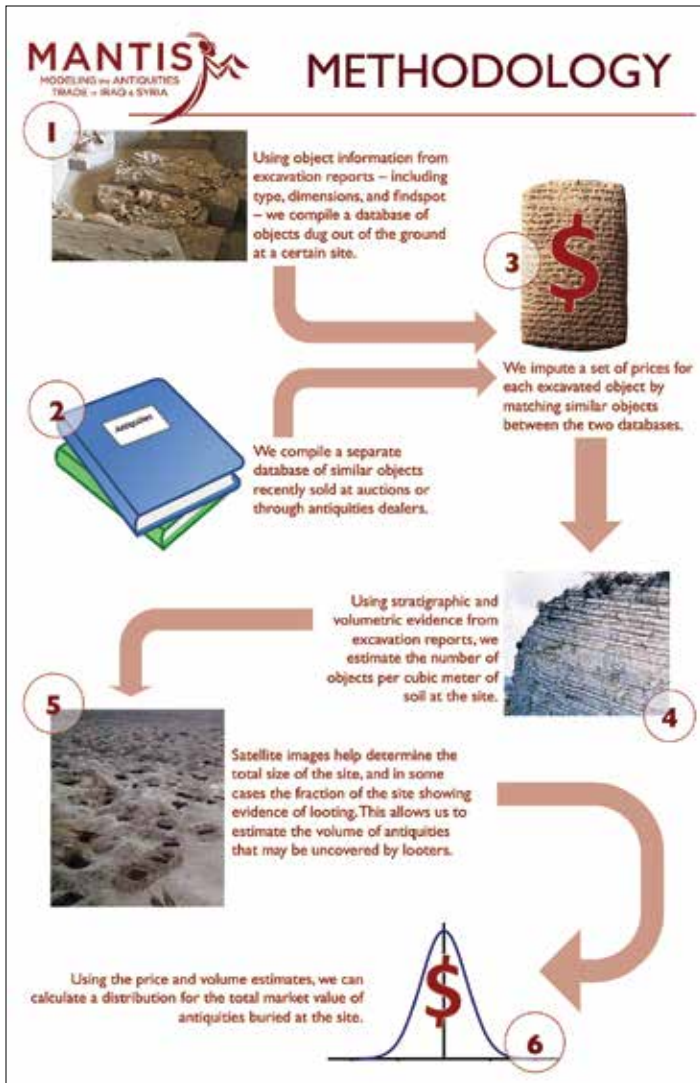 MANTIS
MODELING the ANTIQUITIES
TRADE in IRAQ & SYRIA
METHODOLOGY
1
Using object information from
excavation reports – including
type, dimensions, and findspot
– we compile a database of
objects dug out of the ground
at a certain site.
2
Antiquities
We compile a separate
database of similar objects
recently sold at auctions or
through antiquities dealers.
3
$
We impute a set of prices for
each excavated object by
matching similar objects
between the two databases.
Using stratigraphic and
volumetric evidence from
excavation reports, we
estimate the number of
objects per cubic meter of
soil at the site.
4
5
Satellite images help determine the
total size of the site, and in some
cases the fraction of the site showing
evidence of looting. This allows us to
estimate the volume of antiquities
that may be uncovered by looters.
Using the price and volume estimates, we can
calculate a distribution for the total market value of
antiquities buried at the site.
$
6